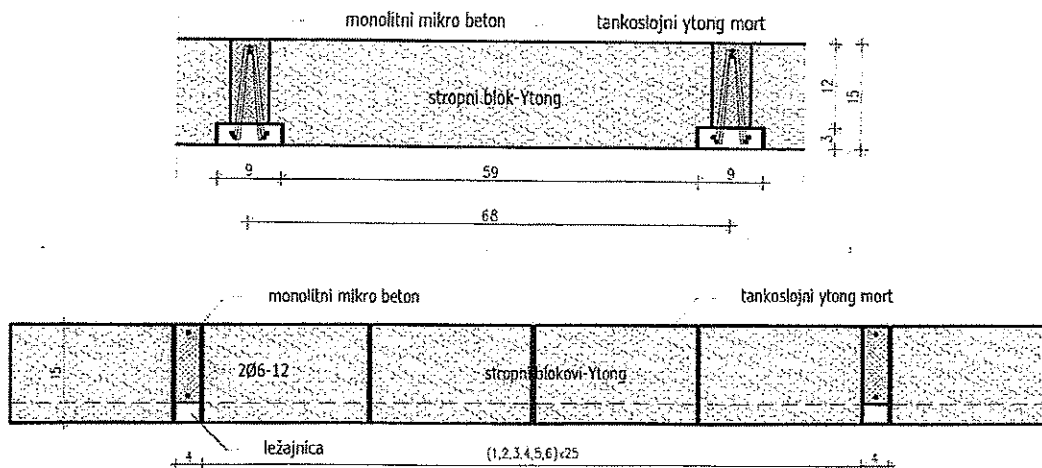 monolitni mikro beton
tankoslojni ytong mort
stropni blok-Ytong
12
15
3
9
59
9
68
monolitni mikro beton
tankoslojni ytong mort
15
2Ø6-12
stropni blokovi-Ytong
ležajnica
4
(1,2,3,4,5,6)x25
4